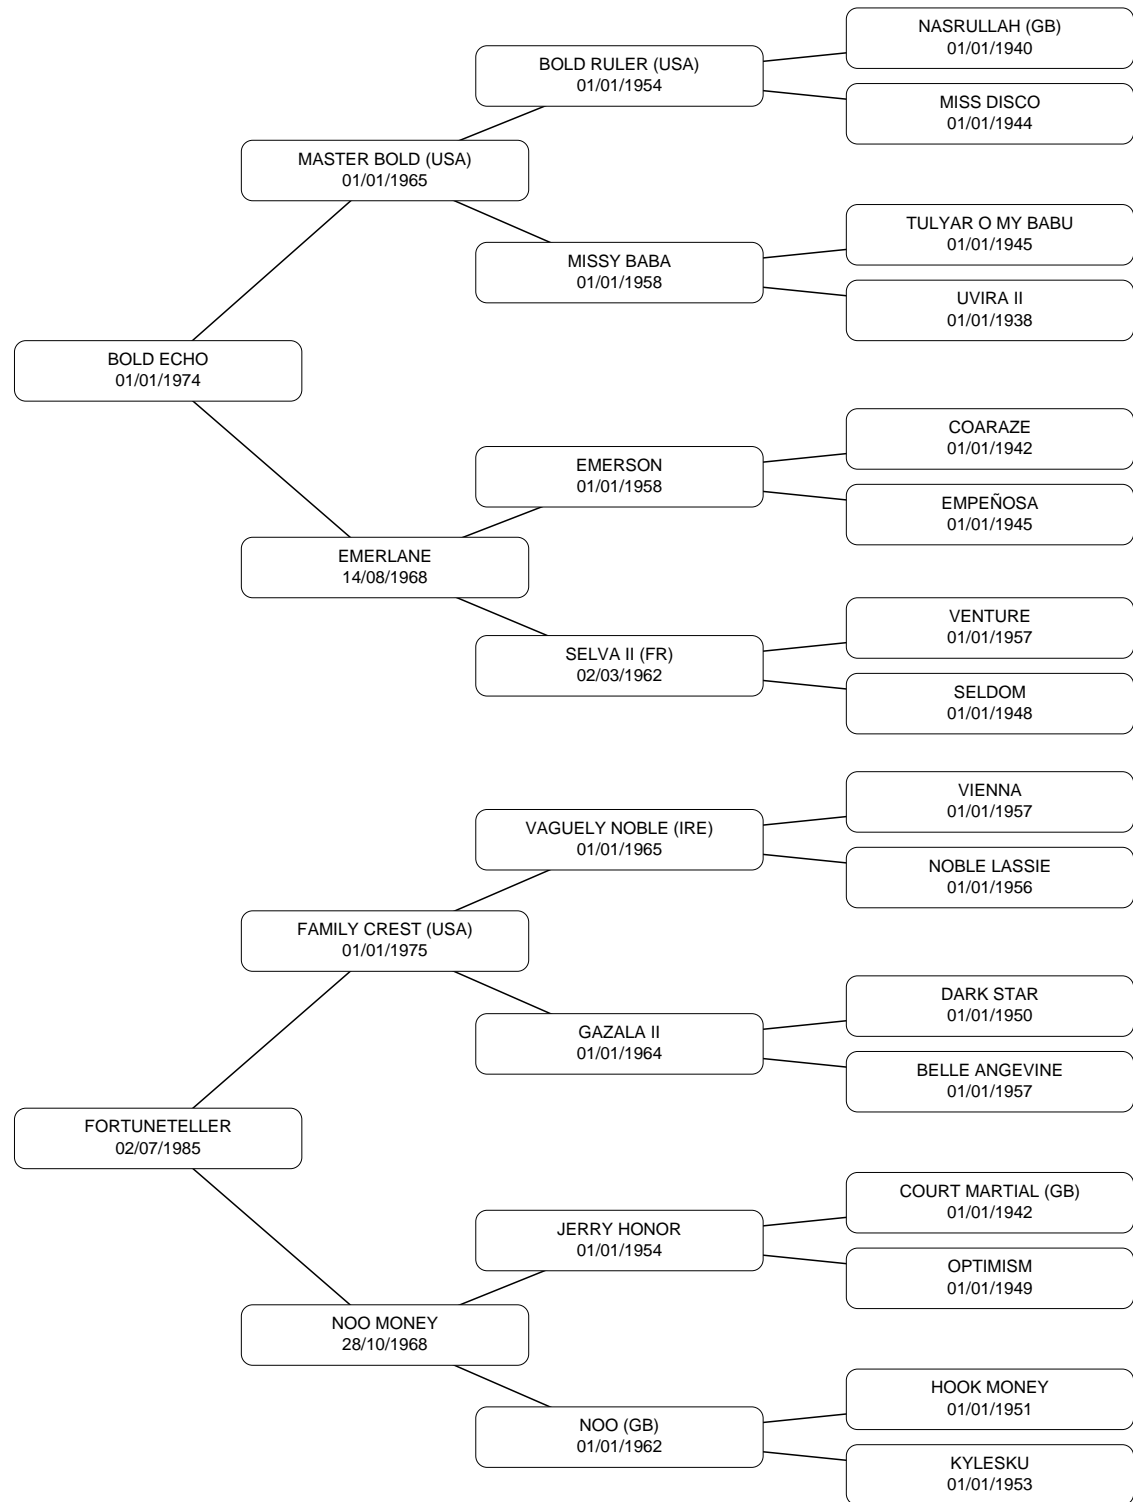 NASRULLAH (GB)
01/01/1940
BOLD RULER (USA)
01/01/1954
MISS DISCO
01/01/1944
MASTER BOLD (USA)
01/01/1965
TULYAR O MY BABU
01/01/1945
MISSY BABA
01/01/1958
UVIRA II
01/01/1938
BOLD ECHO
01/01/1974
COARAZE
01/01/1942
EMERSON
01/01/1958
EMPEÑOSA
01/01/1945
EMERLANE
14/08/1968
VENTURE
01/01/1957
SELVA II (FR)
02/03/1962
SELDOM
01/01/1948
VIENNA
01/01/1957
VAGUELY NOBLE (IRE)
01/01/1965
NOBLE LASSIE
01/01/1956
FAMILY CREST (USA)
01/01/1975
DARK STAR
01/01/1950
GAZALA II
01/01/1964
BELLE ANGEVINE
01/01/1957
FORTUNETELLER
02/07/1985
COURT MARTIAL (GB)
01/01/1942
JERRY HONOR
01/01/1954
OPTIMISM
01/01/1949
NOO MONEY
28/10/1968
HOOK MONEY
01/01/1951
NOO (GB)
01/01/1962
KYLESKU
01/01/1953